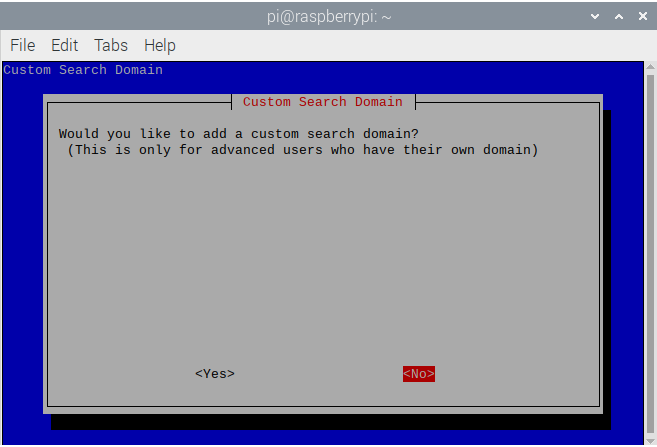 pi@raspberrypi: ~
File Edit Tabs Help
Custom Search Domain
Custom Search Domain
Would you like to add a custom search domain?
(This is only for advanced users who have their own domain)
<Yes> <No>